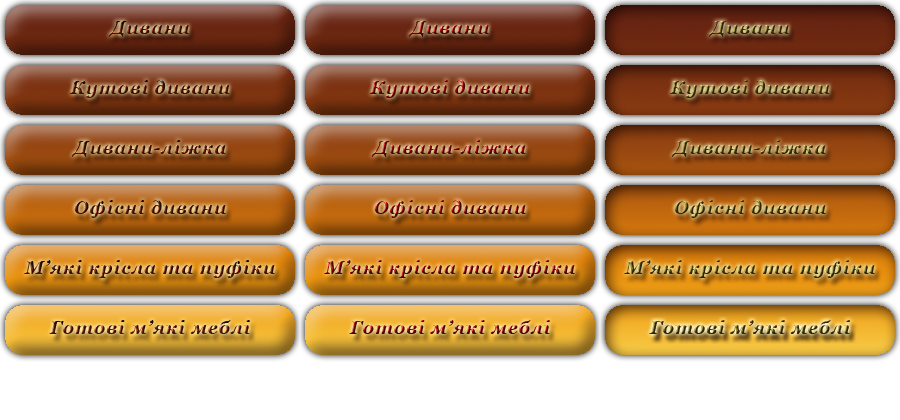 Дивани Дивани Дивани
Кутові дивани Кутові дивани Кутові дивани
Дивани-ліжка Дивани-ліжка Дивани-ліжка
Офісні дивани Офісні дивани Офісні дивани
М’які крісла та пуфіки М’які крісла та пуфіки М’які крісла та пуфіки
Готові м’які меблі Готові м’які меблі Готові м’які меблі